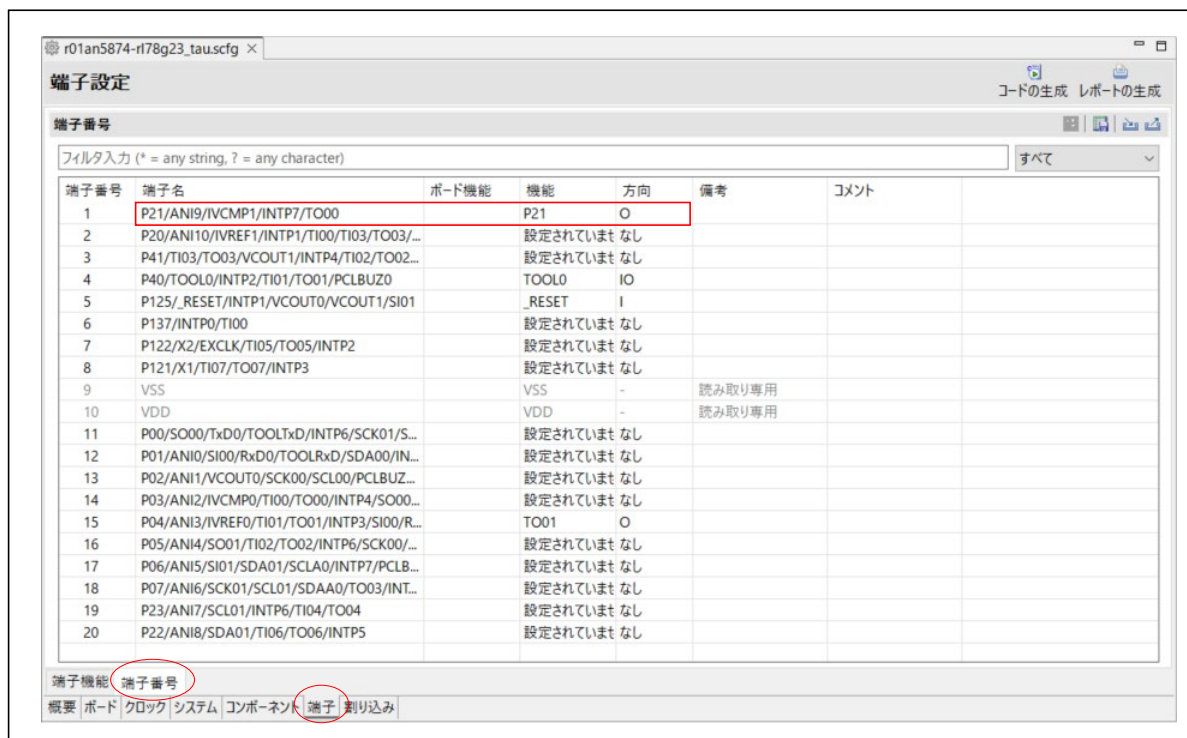 r01an5874-rl78g23_tau.scfg
端子設定
コードの生成 レポートの生成
端子番号
フィルタ入力 (* = any string, ? = any character) すべて
端子番号 端子名 ボード機能 機能 方向 備考 コメント
1 P21/ANI9/IVCMP1/INTP7/TO00 P21 O
2 P20/ANI10/IVREF1/INTP1/TI00/TI03/TO03/... 設定されていませ なし
3 P41/TI03/TO03/VCOUT1/INTP4/TI02/TO02... 設定されていませ なし
4 P40/TOOL0/INTP2/TI01/TO01/PCLBUZ0 TOOL0 IO
5 P125/_RESET/INTP1/VCOUT0/VCOUT1/SI01 _RESET I
6 P137/INTP0/TI00 設定されていませ なし
7 P122/X2/EXCLK/TI05/TO05/INTP2 設定されていませ なし
8 P121/X1/TI07/TO07/INTP3 設定されていませ なし
9 VSS VSS - 読み取り専用
10 VDD VDD - 読み取り専用
11 P00/SO00/TxD0/TOOLTxD/INTP6/SCK01/S... 設定されていませ なし
12 P01/ANI0/SI00/RxD0/TOOLRxD/SDA00/IN... 設定されていませ なし
13 P02/ANI1/VCOUT0/SCK00/SCL00/PCLBUZ... 設定されていませ なし
14 P03/ANI2/IVCMP0/TI00/TO00/INTP4/SO00... 設定されていませ なし
15 P04/ANI3/IVREF0/TI01/TO01/INTP3/SI00/R... TO01 O
16 P05/ANI4/SO01/TI02/TO02/INTP6/SCK00/... 設定されていませ なし
17 P06/ANI5/SI01/SDA01/SCLA0/INTP7/PCLB... 設定されていませ なし
18 P07/ANI6/SCK01/SCL01/SDAA0/TO03/INT... 設定されていませ なし
19 P23/ANI7/SCL01/INTP6/TI04/TO04 設定されていませ なし
20 P22/ANI8/SDA01/TI06/TO06/INTP5 設定されていませ なし
端子機能 端子番号
概要 ボード クロック システム コンポーネント 端子 割り込み